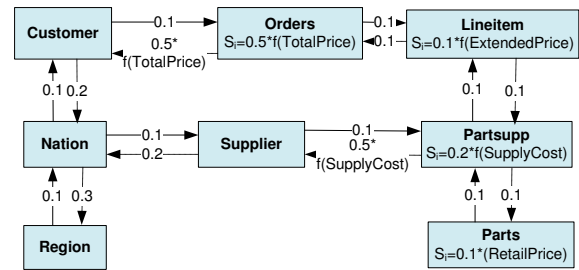 Customer
0.1
0.5*
f(TotalPrice)
Orders
Sᵢ=0.5*f(TotalPrice)
0.1
0.1
Lineitem
Sᵢ=0.1*f(ExtendedPrice)
0.1 0.2
0.1
0.1
Nation
0.1
0.2
Supplier
0.1
0.5*
f(SupplyCost)
Partsupp
Sᵢ=0.2*f(SupplyCost)
0.1
0.3
0.1
0.1
Region
Parts
Sᵢ=0.1*(RetailPrice)